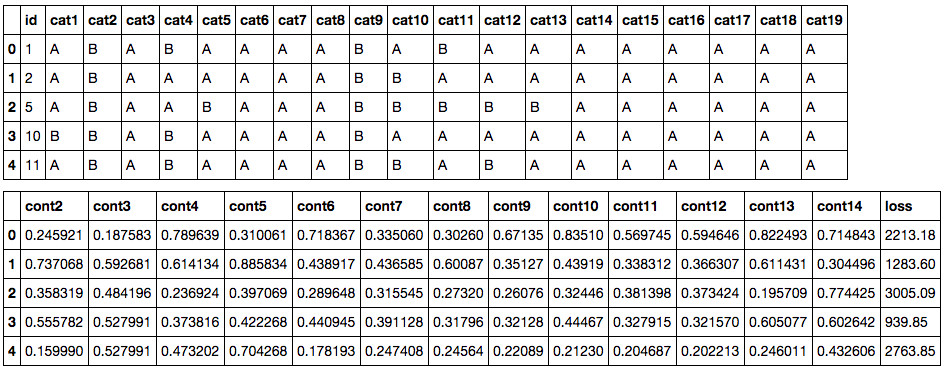 id cat1 cat2 cat3 cat4 cat5 cat6 cat7 cat8 cat9 cat10 cat11 cat12 cat13 cat14 cat15 cat16 cat17 cat18 cat19
0 1 A B A B A A A A B A B A A A A A A A A
1 2 A B A A A A A A B B A A A A A A A A A
2 5 A B A A B A A A B B B B B A A A A A A
3 10 B B A B A A A A B A A A A A A A A A A
4 11 A B A B A A A A B B A B A A A A A A A
cont2 cont3 cont4 cont5 cont6 cont7 cont8 cont9 cont10 cont11 cont12 cont13 cont14 loss
0 0.245921 0.187583 0.789639 0.310061 0.718367 0.335060 0.30260 0.67135 0.83510 0.569745 0.594646 0.822493 0.714843 2213.18
1 0.737068 0.592681 0.614134 0.885834 0.438917 0.436585 0.60087 0.35127 0.43919 0.338312 0.366307 0.611431 0.304496 1283.60
2 0.358319 0.484196 0.236924 0.397069 0.289648 0.315545 0.27320 0.26076 0.32446 0.381398 0.373424 0.195709 0.774425 3005.09
3 0.555782 0.527991 0.373816 0.422268 0.440945 0.391128 0.31796 0.32128 0.44467 0.327915 0.321570 0.605077 0.602642 939.85
4 0.159990 0.527991 0.473202 0.704268 0.178193 0.247408 0.24564 0.22089 0.21230 0.204687 0.202213 0.246011 0.432606 2763.85